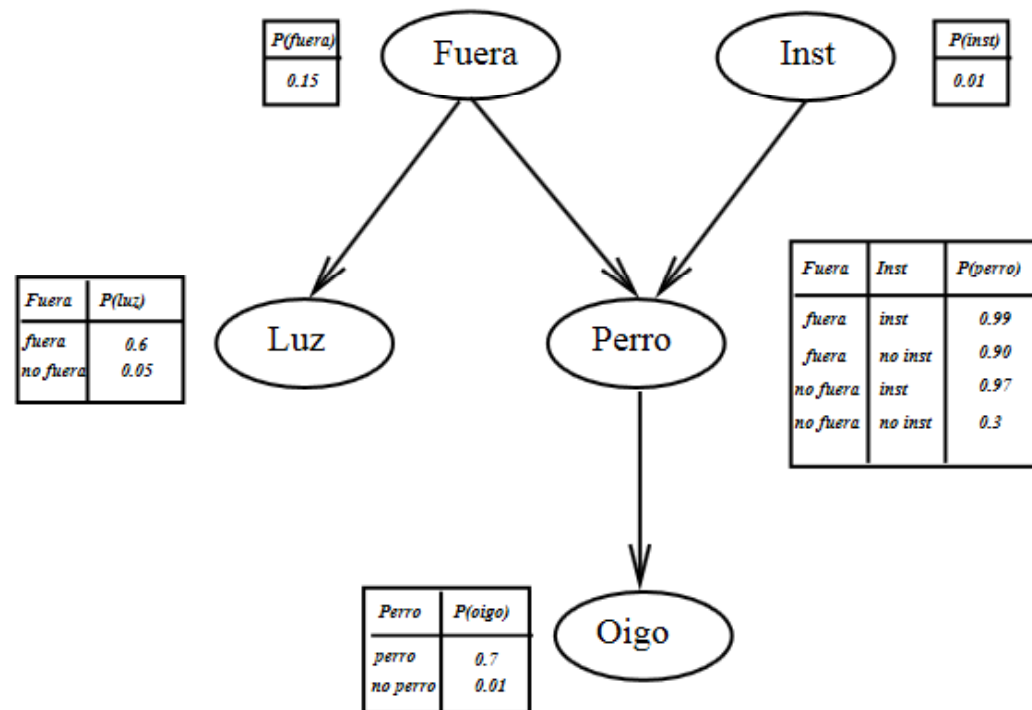 P(fuera)
0.15
Fuera
Inst
P(inst)
0.01
Fuera P(luz)
fuera 0.6
no fuera 0.05
Luz
Perro
Fuera Inst P(perro)
fuera inst 0.99
fuera no inst 0.90
no fuera inst 0.97
no fuera no inst 0.3
Perro P(oigo)
perro 0.7
no perro 0.01
Oigo